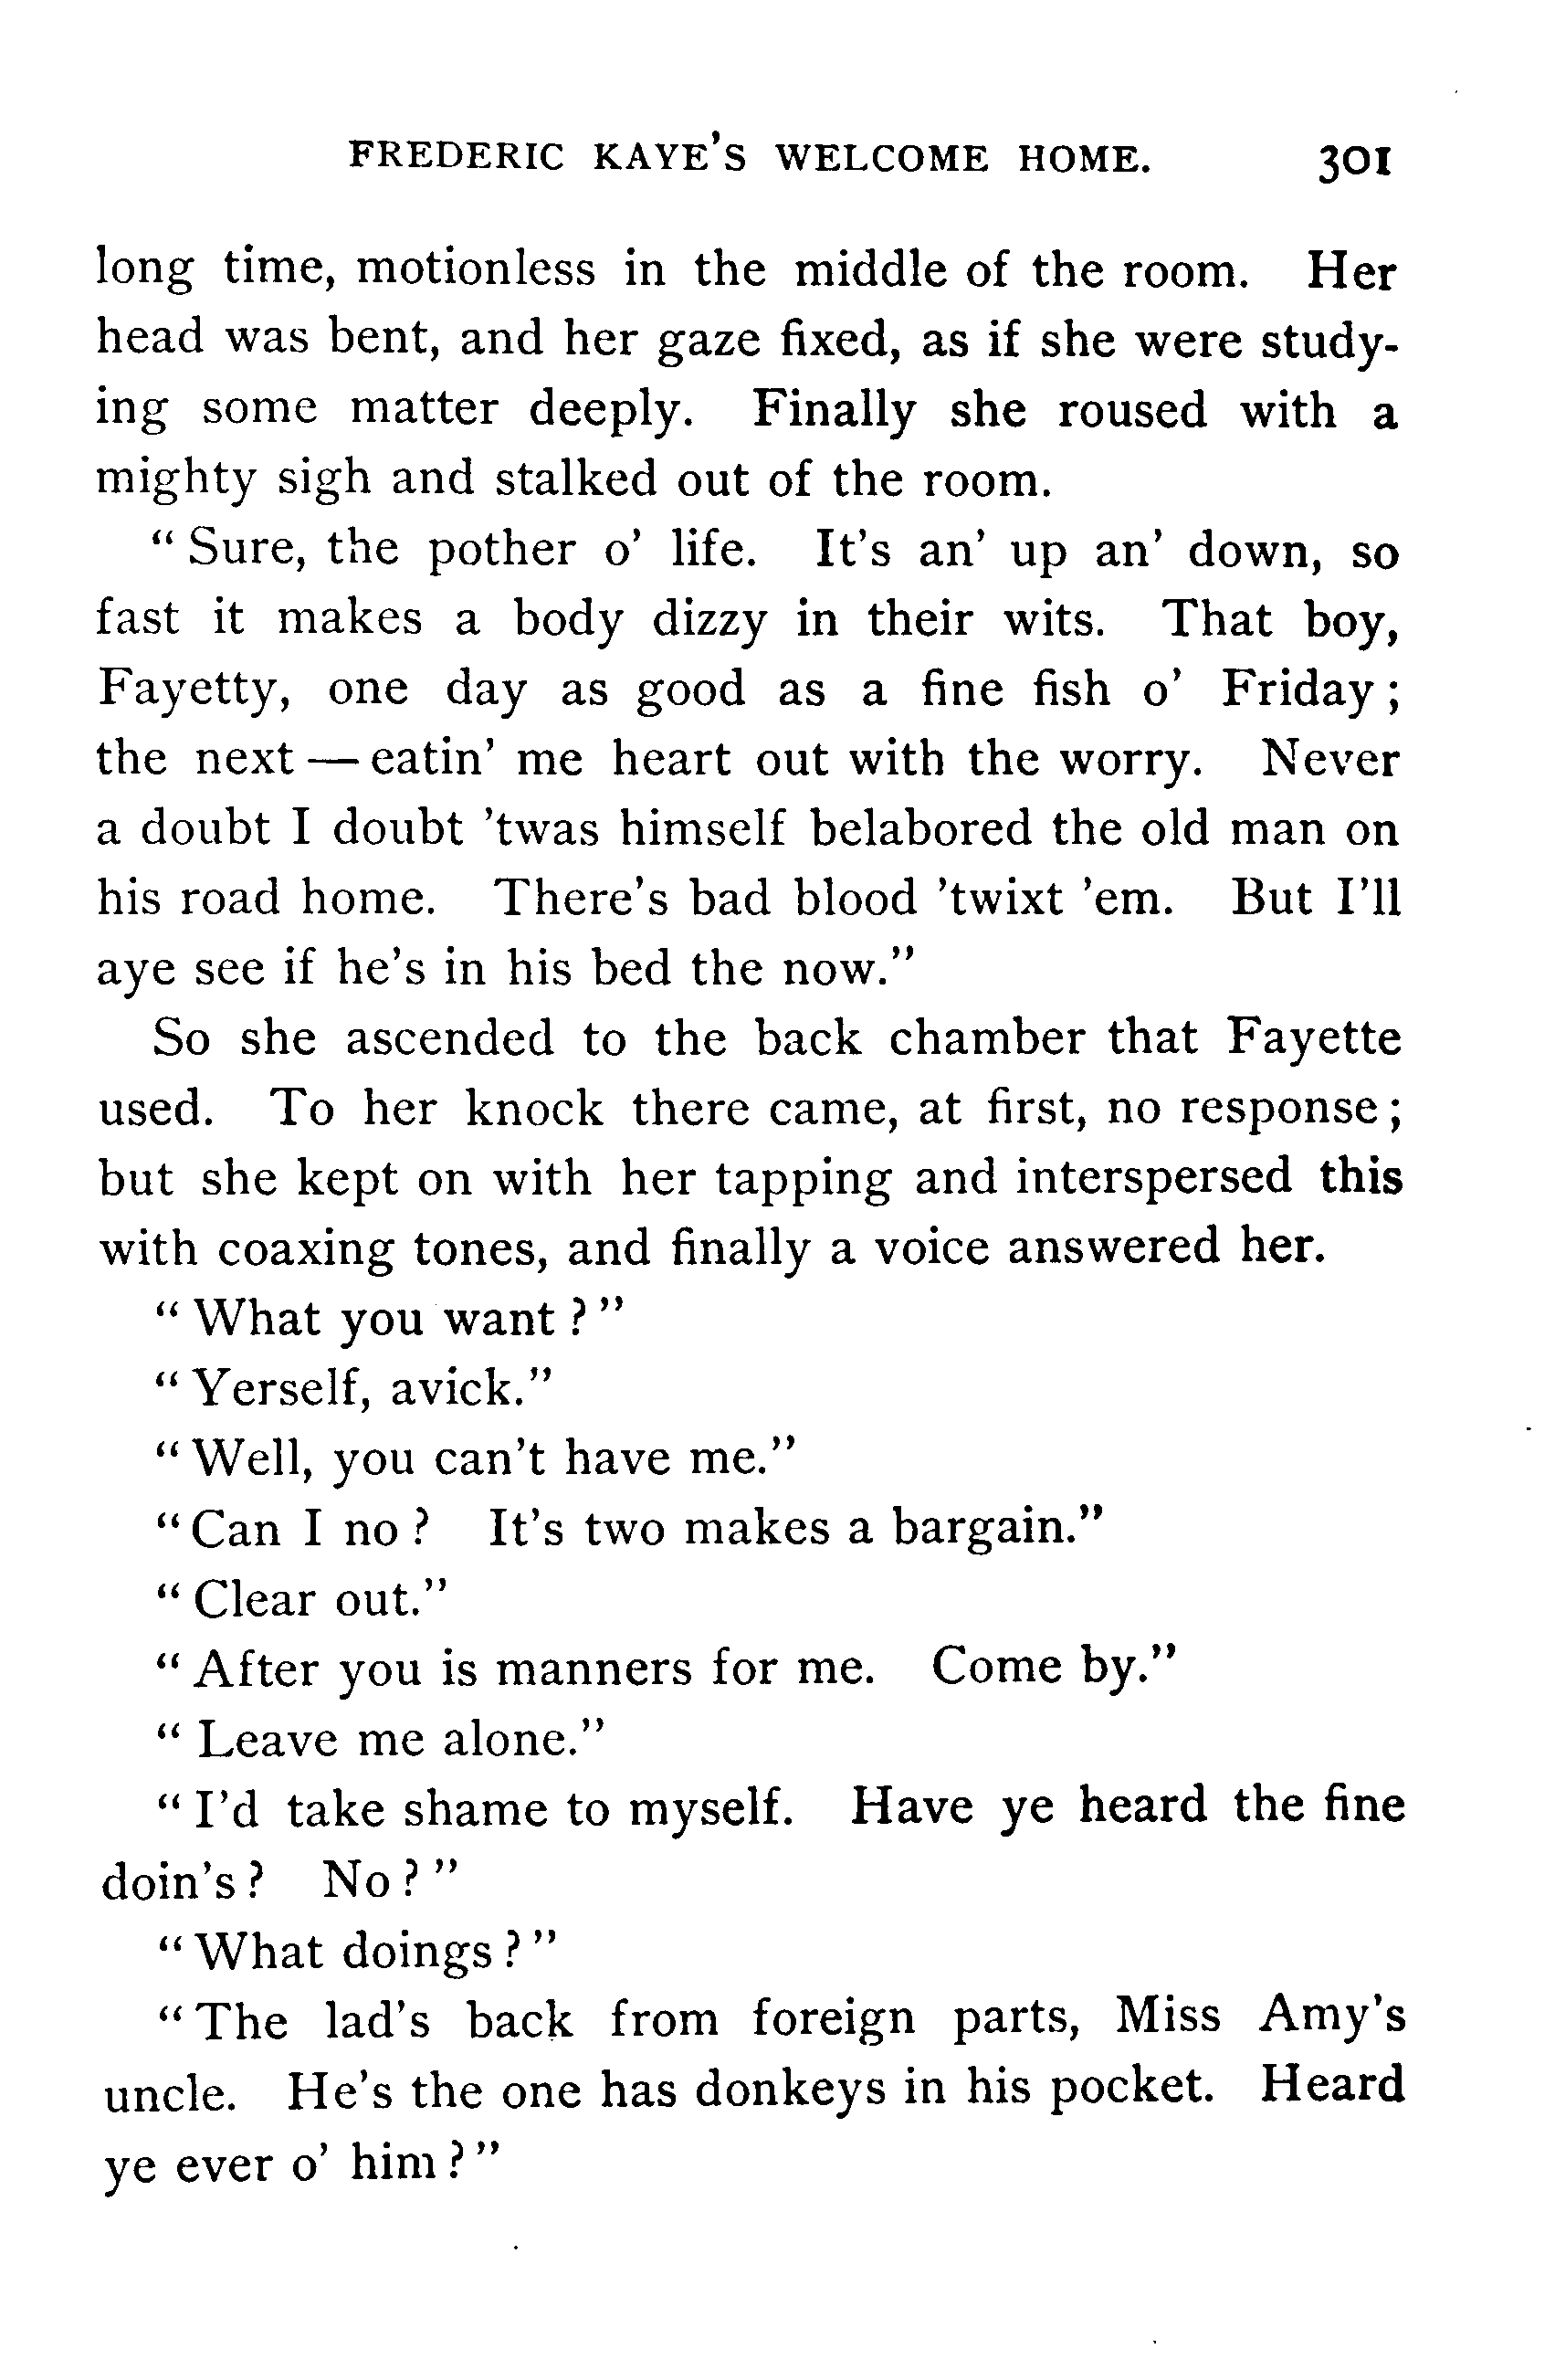 FREDERIC KAYE'S WELCOME HOME. 301
long time, motionless in the middle of the room. Her
head was bent, and her gaze fixed, as if she were study-
ing some matter deeply. Finally she roused with a
mighty sigh and stalked out of the room.
“Sure, the pother o’ life. It’s an’ up an’ down, so
fast it makes a body dizzy in their wits. That boy,
Fayetty, one day as good as a fine fish o’ Friday;
the next — eatin’ me heart out with the worry. Never
a doubt I doubt ’twas himself belabored the old man on
his road home. There’s bad blood ’twixt ’em. But I’ll
aye see if he’s in his bed the now.”
So she ascended to the back chamber that Fayette
used. To her knock there came, at first, no response;
but she kept on with her tapping and interspersed this
with coaxing tones, and finally a voice answered her.
“What you want?”
“Yerself, avick.”
“Well, you can’t have me.”
“Can I no? It’s two makes a bargain.”
“Clear out.”
“After you is manners for me. Come by.”
“Leave me alone.”
“I’d take shame to myself. Have ye heard the fine
doin’s? No?”
“What doings?”
“The lad’s back from foreign parts, Miss Amy’s
uncle. He’s the one has donkeys in his pocket. Heard
ye ever o’ him?”